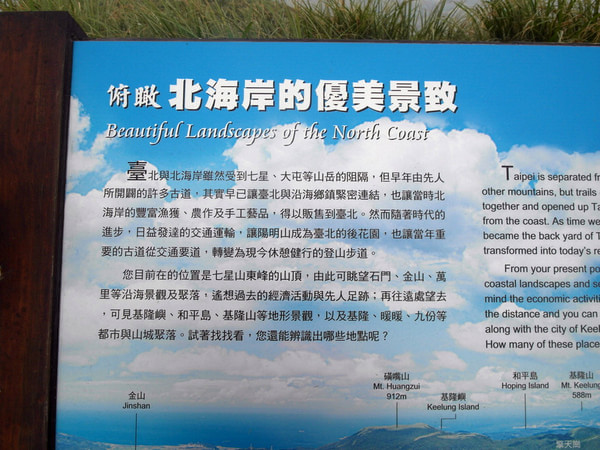 俯瞰 北海岸的優美景致
Beautiful Landscapes of the North Coast
臺北與北海岸雖然受到七星、大屯等山岳的阻隔，但早年由先人
所開闢的許多古道，其實早已讓臺北與沿海鄉鎮緊密連結，也讓當時北
海岸的豐富漁獲、農作及手工藝品，得以販售到臺北。然而隨著時代的
進步，日益發達的交通運輸，讓陽明山成為臺北的後花園，也讓當年重
要的古道從交通要道，轉變為現今休憩健行的登山步道。
您目前在的位置是七星山東峰的山頂，由此可眺望石門、金山、萬
里等沿海景觀及聚落，遙想過去的經濟活動與先人足跡；再往遠處望去
，可見基隆嶼、和平島、基隆山等地形景觀，以及基隆、暖暖、九份等
都市與山城聚落。試著找找看，您還能辨識出哪些地點呢？
Taipei is separated fr
other mountains, but trails
together and opened up Ta
from the coast. As time we
became the back yard of T
transformed into today's re
From your present po
coastal landscapes and se
mind the economic activiti
the distance and you can
along with the city of Keel
How many of these place
金山
Jinshan
磺嘴山
Mt. Huangzui
912m
基隆嶼
Keelung Island
和平島
Hoping Island
基隆山
Mt. Keelung
588m
擎天崗